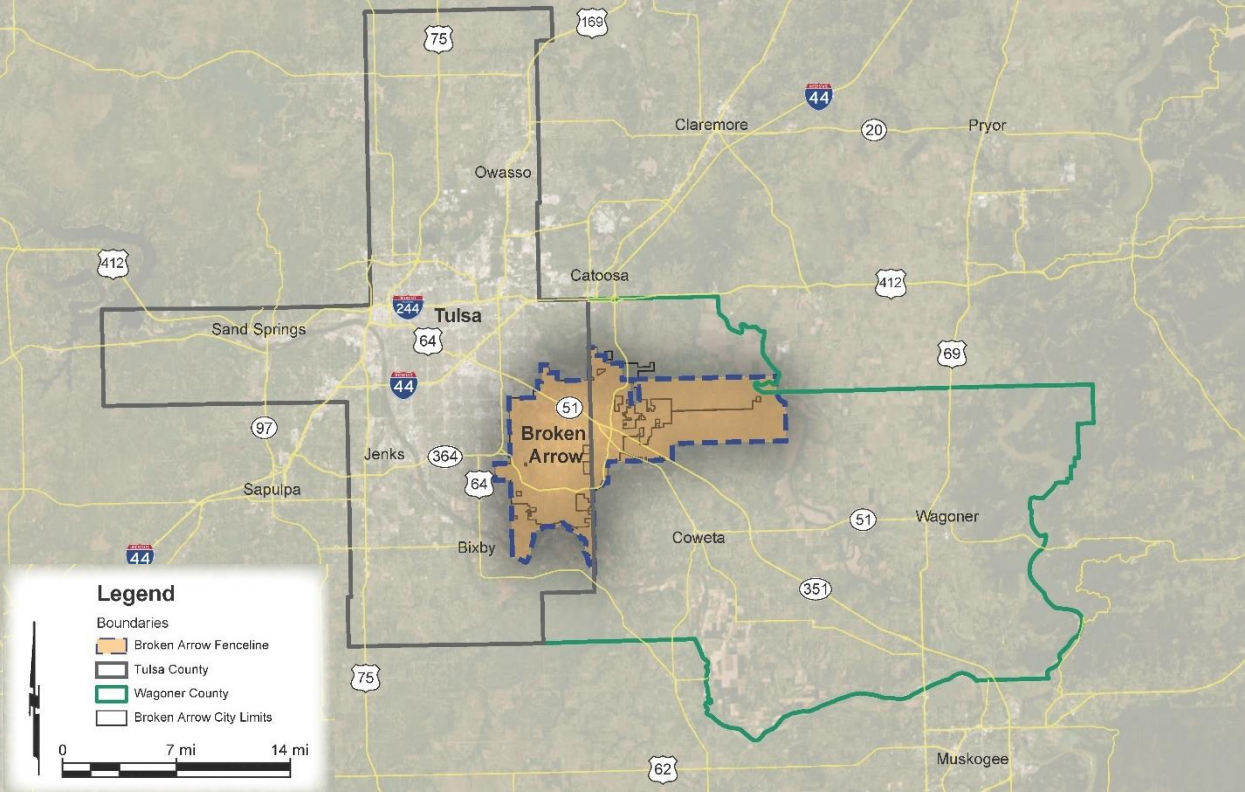 75
169
44
Claremore
20
Pryor
Owasso
412
Catoosa
412
244
Tulsa
Sand Springs
64
69
44
51
97
Broken
Arrow
Jenks
364
64
Sapulpa
51
Wagoner
Coweta
Bixby
44
351
Legend
Boundaries
Broken Arrow Fenceline
Tulsa County
Wagoner County
Broken Arrow City Limits
75
0 7 mi 14 mi
62
Muskogee